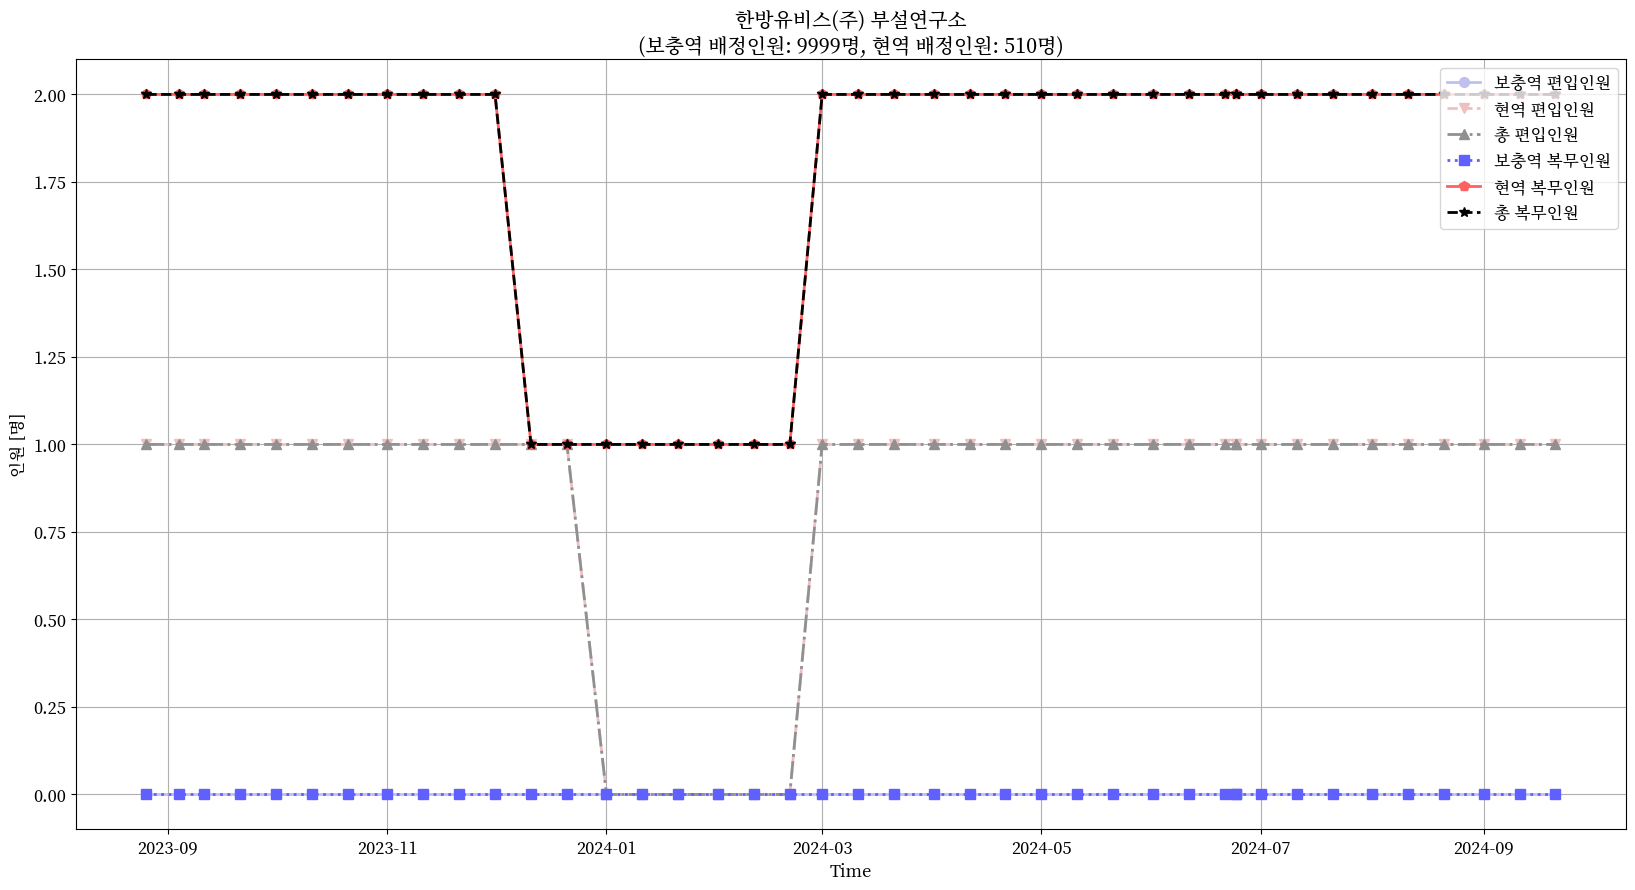 한방유비스(주) 부설연구소
(보충역 배정인원: 9999명, 현역 배정인원: 510명)
보충역 편입인원
현역 편입인원
총 편입인원
보충역 복무인원
현역 복무인원
총 복무인원
2.00
1.75
1.50
1.25
1.00
0.75
0.50
0.25
0.00
인원 [명]
2023-09
2023-11
2024-01
2024-03
2024-05
2024-07
2024-09
Time